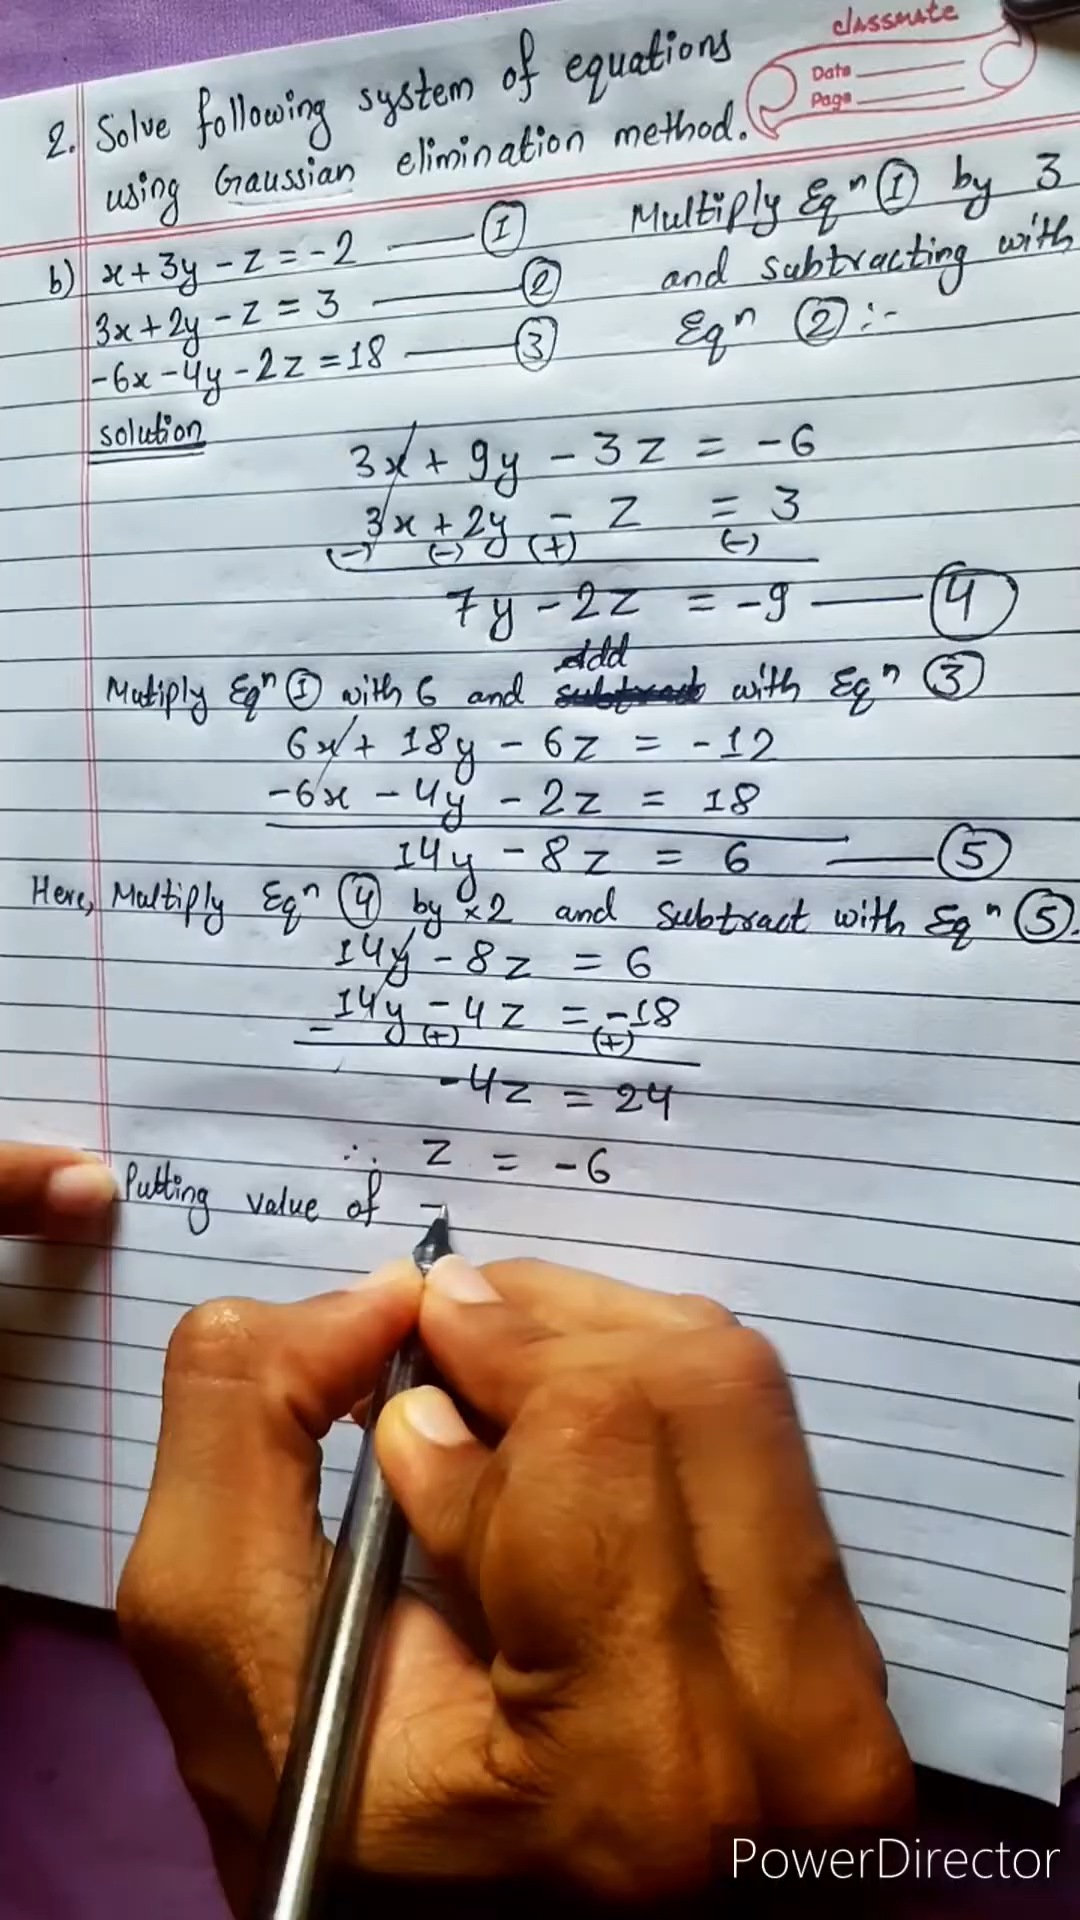 classmate
Date
Page
2. Solve following system of equations
using Gaussian elimination method.
b) x + 3y - z = -2 —— ①
3x + 2y - z = 3 —— ②
-6x - 4y - 2z = 18 —— ③
Multiply Eqⁿ ① by 3
and subtracting with
Eqⁿ ② :-
solution
3x + 9y - 3z = -6
3x + 2y - z = 3
(-) (-) (+) (-)
7y - 2z = -9 —— ④
add
Mutiply Eqⁿ ① with 6 and subtract with Eqⁿ ③
6x + 18y - 6z = -12
-6x - 4y - 2z = 18
14y - 8z = 6 —— ⑤
Here, Multiply Eqⁿ ④ by ×2 and subtract with Eqⁿ ⑤.
14y - 8z = 6
14y - 4z = -18
- (+) (+)
-4z = 24
∴ z = -6
Putting value of
PowerDirector